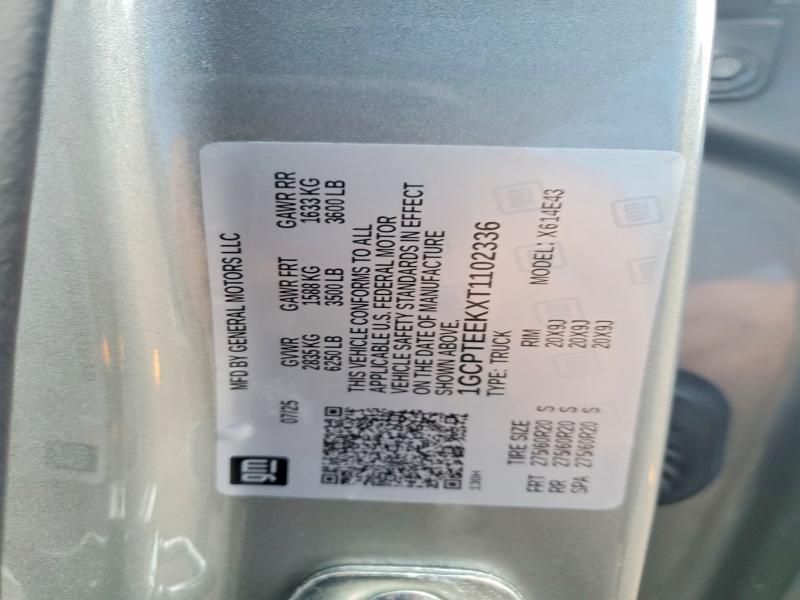 gm
MFD BY GENERAL MOTORS LLC
07/25
GVWR GAWR FRT GAWR RR
2835 KG 1588 KG 1633 KG
6250 LB 3500 LB 3600 LB
THIS VEHICLE CONFORMS TO ALL
APPLICABLE U.S. FEDERAL MOTOR
VEHICLE SAFETY STANDARDS IN EFFECT
ON THE DATE OF MANUFACTURE
SHOWN ABOVE.
1GCPTEEKXT1102336
TYPE: TRUCK
TIRE SIZE RIM MODEL: X614E43
FRT 275/60R20 S 20X9J
RR 275/60R20 S 20X9J
SPA 275/60R20 S 20X9J